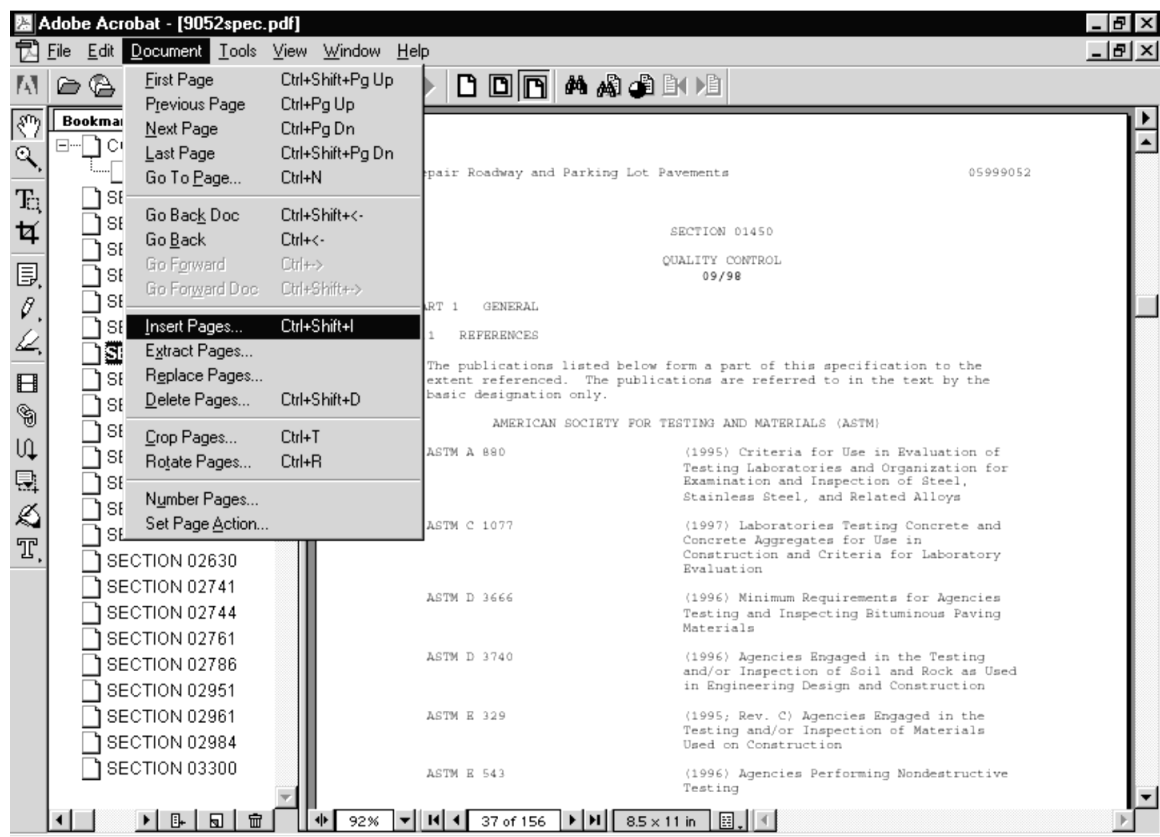 Adobe Acrobat - [9052spec.pdf]
File Edit Document Tools View Window Help
First Page Ctrl+Shift+Pg Up
Previous Page Ctrl+Pg Up
Next Page Ctrl+Pg Dn
Last Page Ctrl+Shift+Pg Dn
Go To Page... Ctrl+N
Go Back Doc Ctrl+Shift+<-
Go Back Ctrl+<-
Go Forward Ctrl+->
Go Forward Doc Ctrl+Shift+->
Insert Pages... Ctrl+Shift+I
Extract Pages...
Replace Pages...
Delete Pages... Ctrl+Shift+D
Crop Pages... Ctrl+T
Rotate Pages... Ctrl+R
Number Pages...
Set Page Action...
Bookmar
SECTION 02630
SECTION 02741
SECTION 02744
SECTION 02761
SECTION 02786
SECTION 02951
SECTION 02961
SECTION 02984
SECTION 03300
epair Roadway and Parking Lot Pavements 05999052
SECTION 01450
QUALITY CONTROL
09/98
ART 1 GENERAL
1 REFERENCES
The publications listed below form a part of this specification to the
extent referenced. The publications are referred to in the text by the
basic designation only.
AMERICAN SOCIETY FOR TESTING AND MATERIALS (ASTM)
ASTM A 880 (1995) Criteria for Use in Evaluation of
Testing Laboratories and Organization for
Examination and Inspection of Steel,
Stainless Steel, and Related Alloys
ASTM C 1077 (1997) Laboratories Testing Concrete and
Concrete Aggregates for Use in
Construction and Criteria for Laboratory
Evaluation
ASTM D 3666 (1996) Minimum Requirements for Agencies
Testing and Inspecting Bituminous Paving
Materials
ASTM D 3740 (1996) Agencies Engaged in the Testing
and/or Inspection of Soil and Rock as Used
in Engineering Design and Construction
ASTM E 329 (1995; Rev. C) Agencies Engaged in the
Testing and/or Inspection of Materials
Used on Construction
ASTM E 543 (1996) Agencies Performing Nondestructive
Testing
92% 37 of 156 8.5 x 11 in